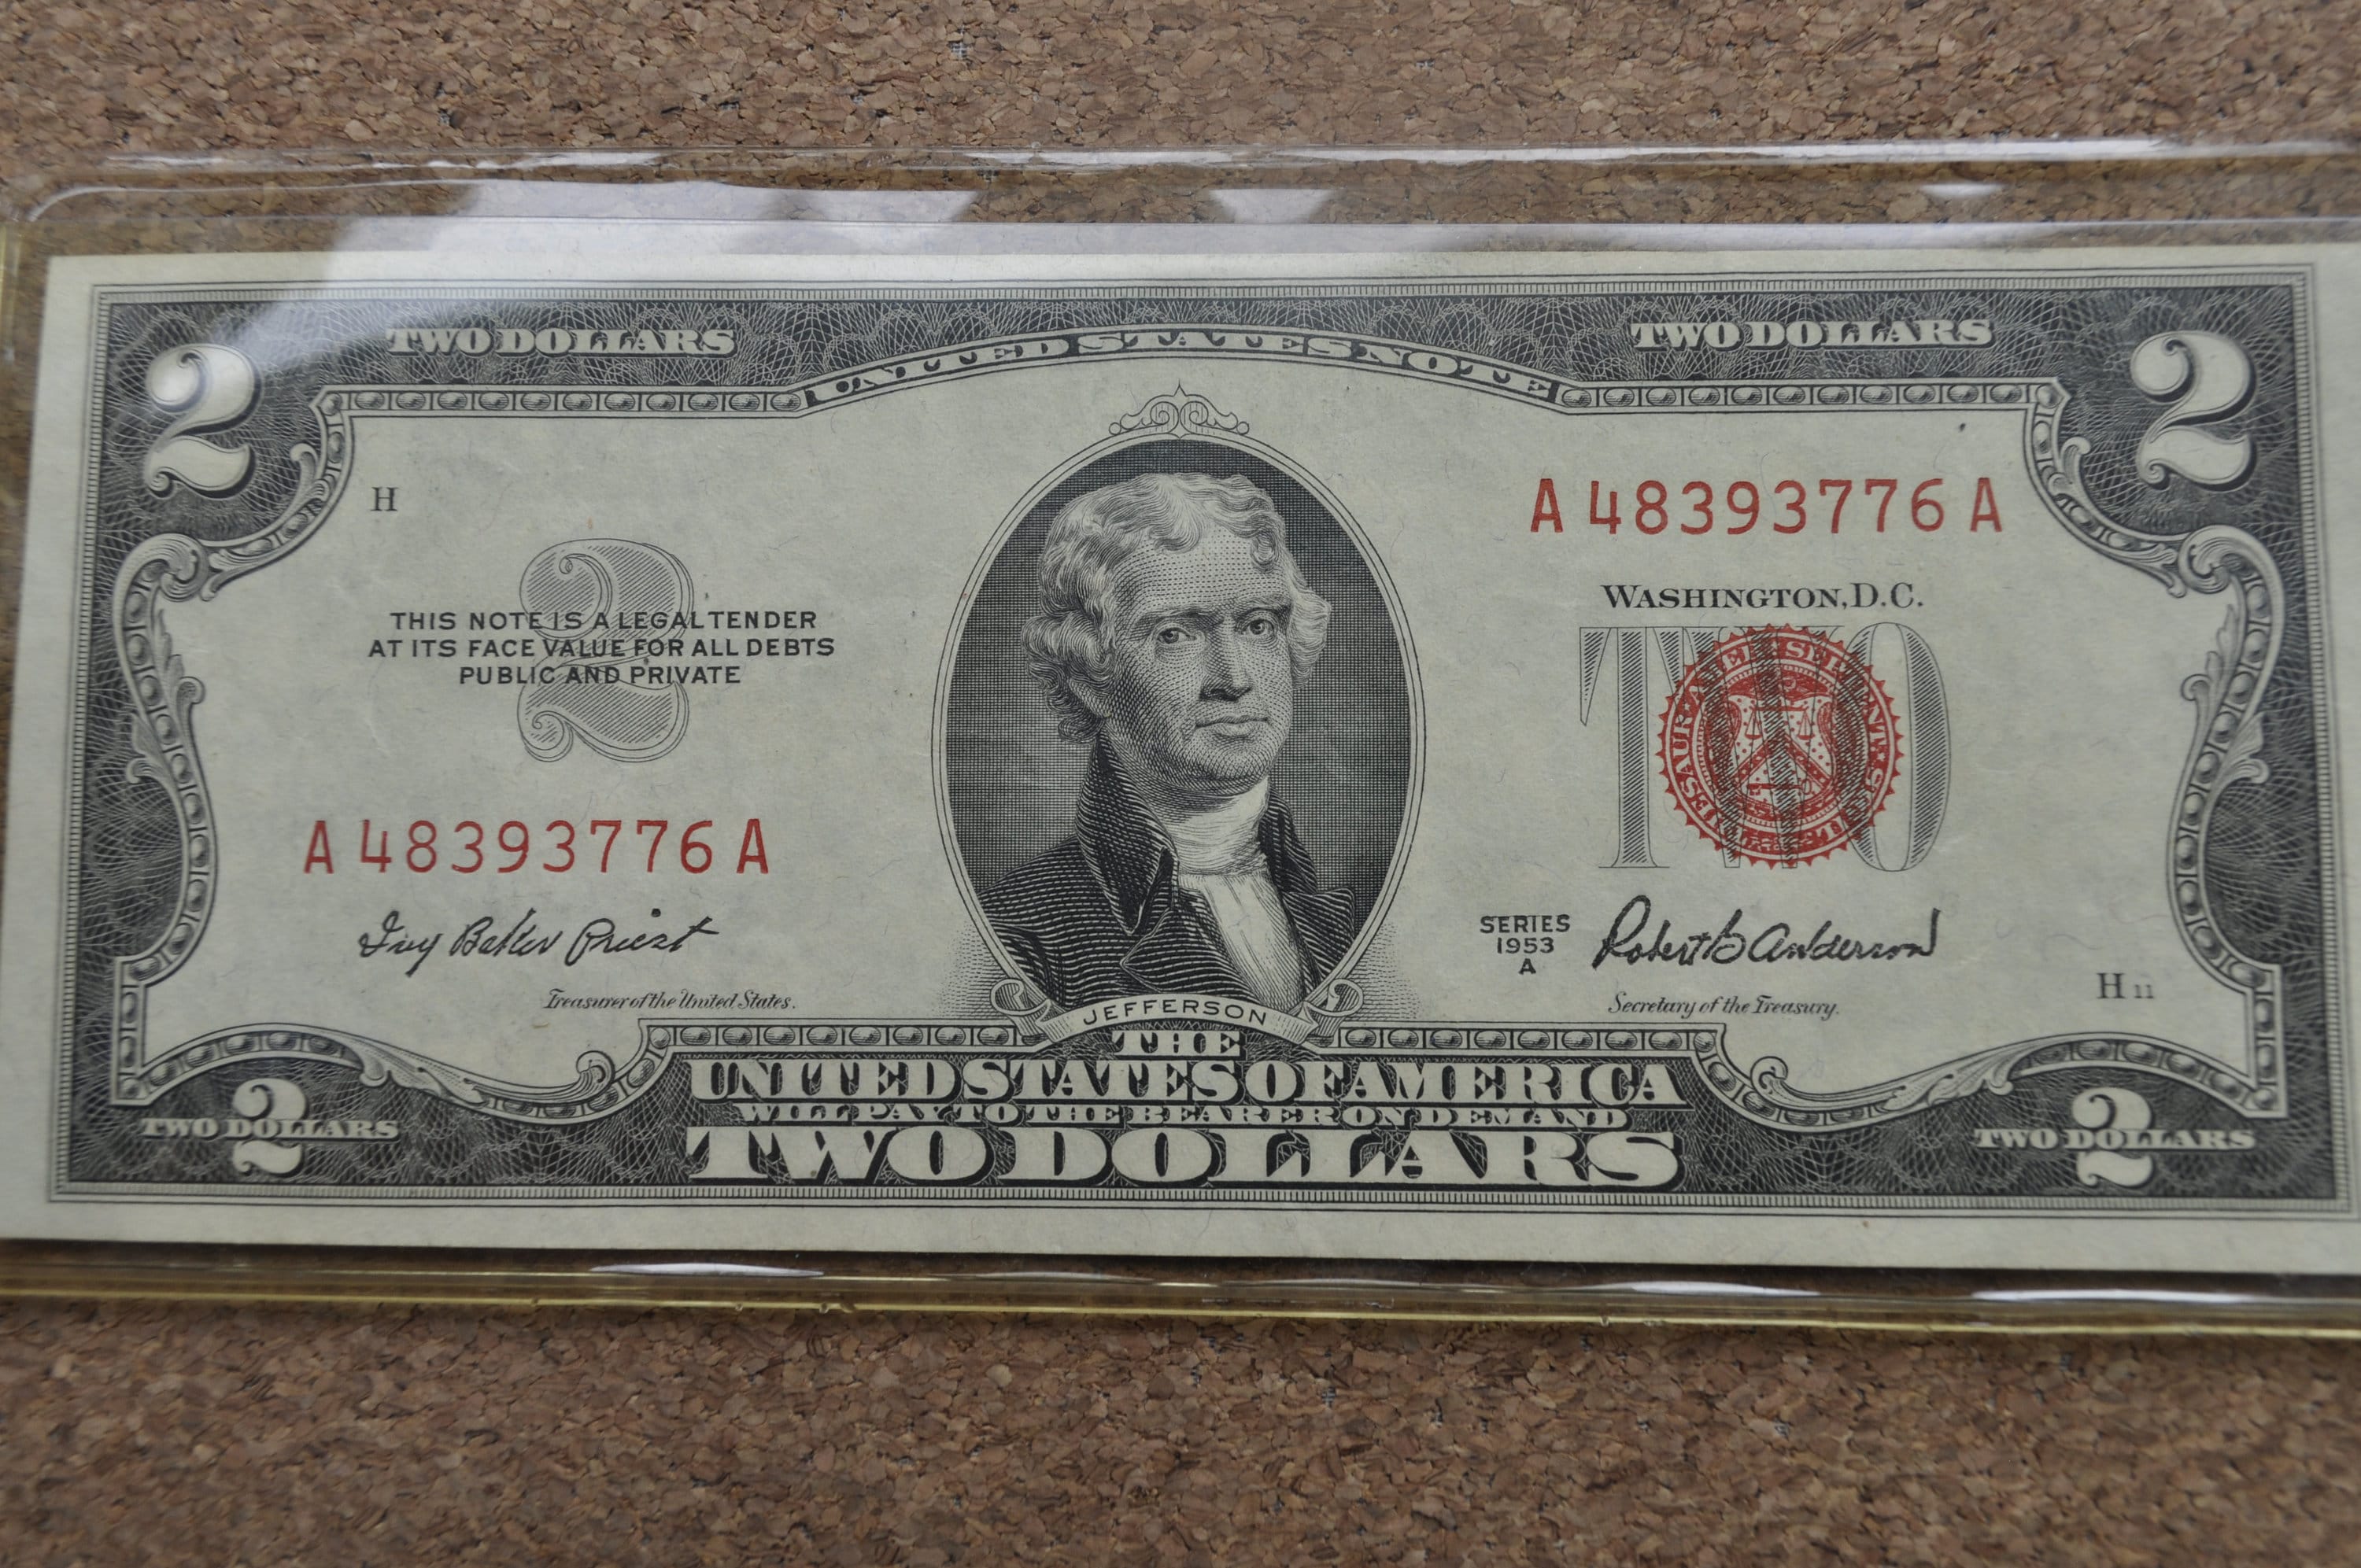 TWO DOLLARS
UNITED STATES NOTE
TWO DOLLARS
2
2
H
A 48393776 A
2
THIS NOTE IS A LEGAL TENDER
AT ITS FACE VALUE FOR ALL DEBTS
PUBLIC AND PRIVATE
WASHINGTON, D.C.
TWO
A 48393776 A
Ivy Baker Priest
Treasurer of the United States.
SERIES
1953
A
Robert B Anderson
Secretary of the Treasury.
H 11
JEFFERSON
THE
UNITED STATES OF AMERICA
WILL PAY TO THE BEARER ON DEMAND
TWO DOLLARS
2
TWO DOLLARS
2
TWO DOLLARS